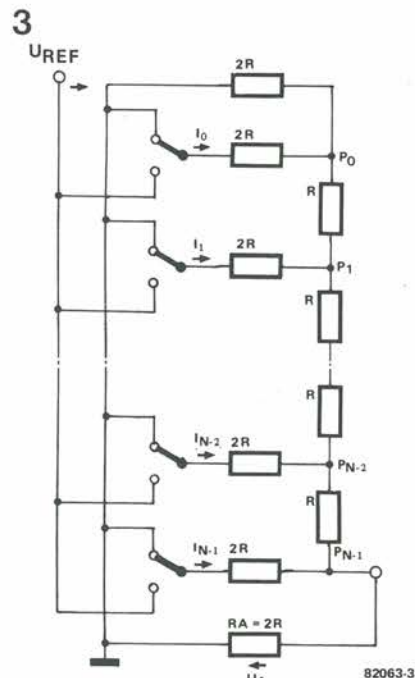 3
UREF
2R
I0
2R
P0
R
I1
2R
P1
R
R
IN-2
2R
PN-2
R
IN-1
2R
PN-1
RA = 2R
82063-3